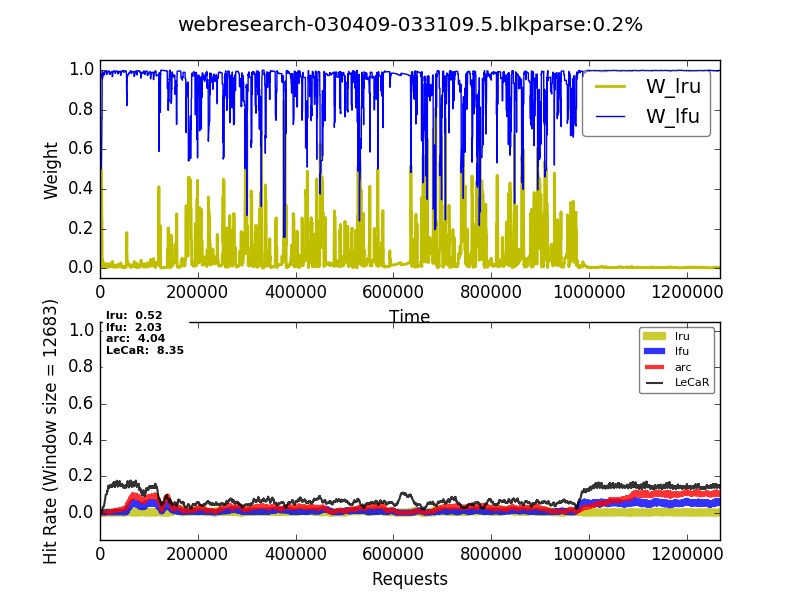 webresearch-030409-033109.5.blkparse:0.2%
Weight
1.0
0.8
0.6
0.4
0.2
0.0
W_lru
W_lfu
0 200000 400000 600000 800000 1000000 1200000
Time
Hit Rate (Window size = 12683)
1.0
0.8
0.6
0.4
0.2
0.0
lru: 0.52
lfu: 2.03
arc: 4.04
LeCaR: 8.35
lru
lfu
arc
LeCaR
0 200000 400000 600000 800000 1000000 1200000
Requests